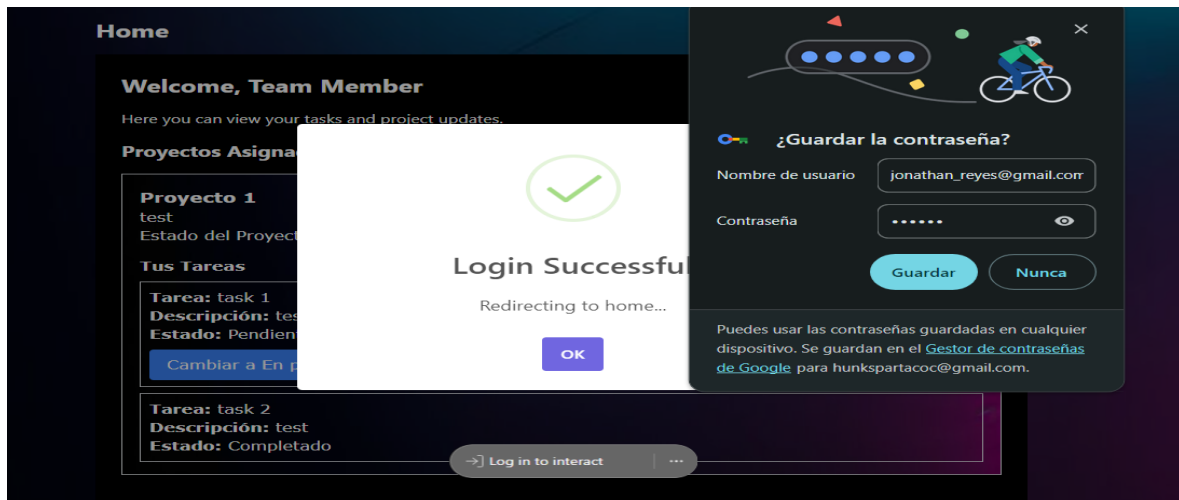 Home
Welcome, Team Member
Here you can view your tasks and project updates.
Proyectos Asigna
Proyecto 1
test
Estado del Proyect
Tus Tareas
Tarea: task 1
Descripción: tes
Estado: Pendien
Cambiar a En p
Tarea: task 2
Descripción: test
Estado: Completado
Login Successful
Redirecting to home...
OK
¿Guardar la contraseña?
Nombre de usuario jonathan_reyes@gmail.com
Contraseña ••••••
Guardar Nunca
Puedes usar las contraseñas guardadas en cualquier
dispositivo. Se guardan en el Gestor de contraseñas
de Google para hunkspartacoc@gmail.com.
Log in to interact